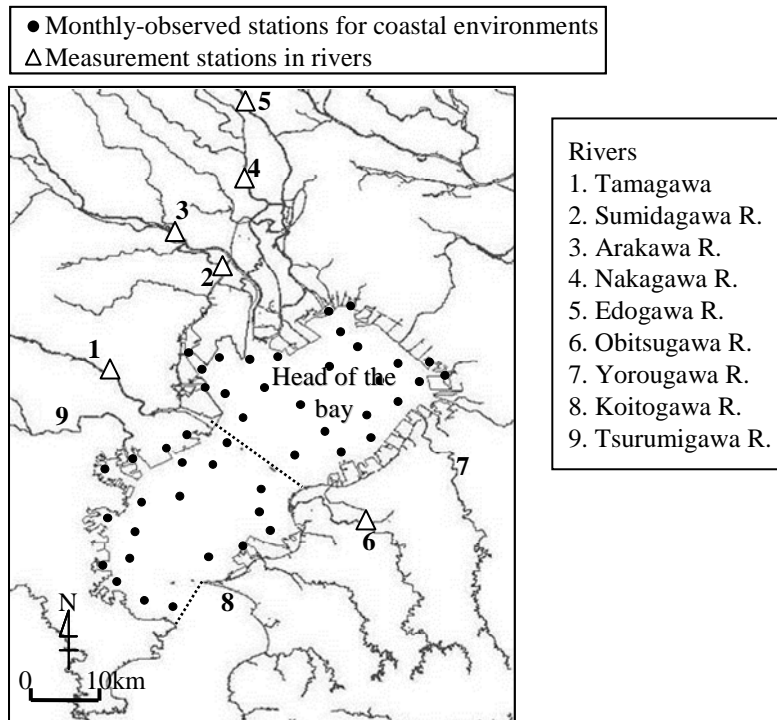 ● Monthly-observed stations for coastal environments
△ Measurement stations in rivers
5
4
3
2
1
9
Head of the
bay
7
6
8
N
0 10km
Rivers
1. Tamagawa
2. Sumidagawa R.
3. Arakawa R.
4. Nakagawa R.
5. Edogawa R.
6. Obitsugawa R.
7. Yorougawa R.
8. Koitogawa R.
9. Tsurumigawa R.